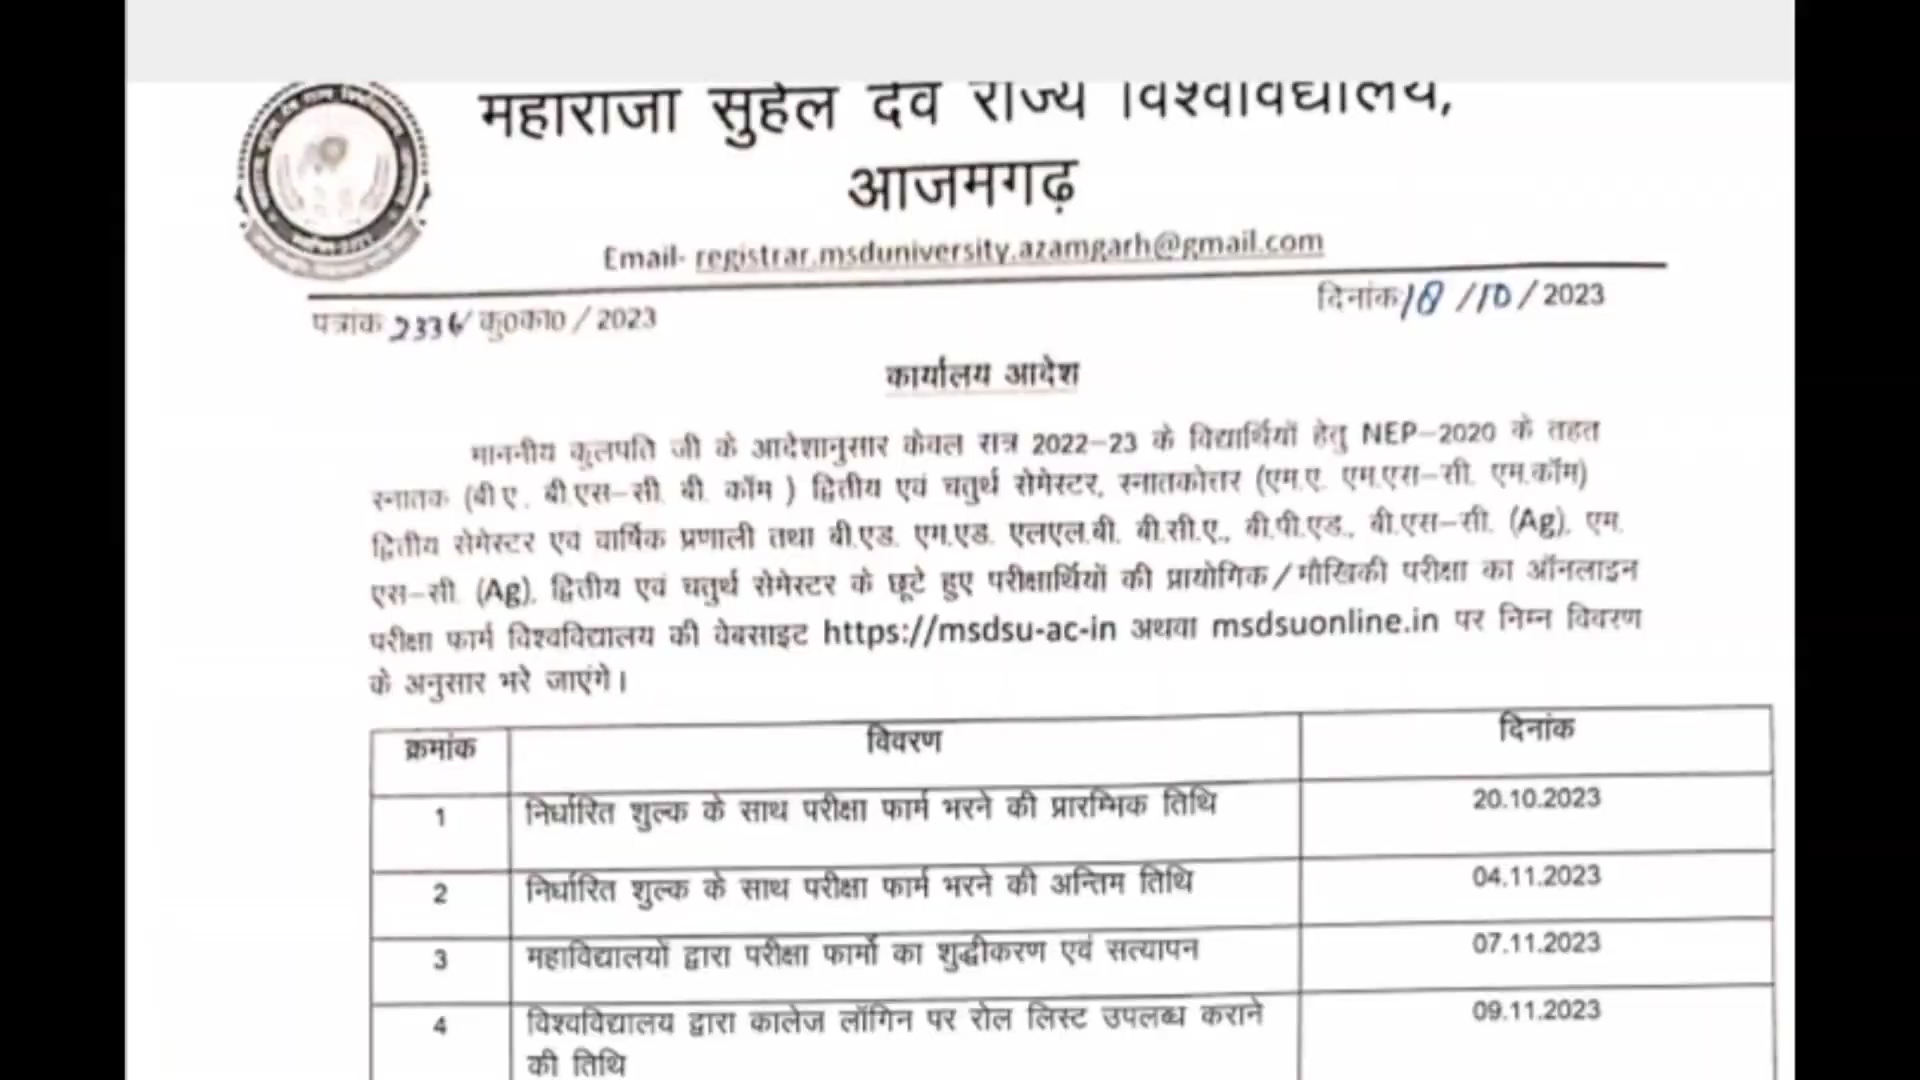 महाराजा सुहेल देव राज्य विश्वविद्यालय,
आजमगढ़
Email- registrar.msduniversity.azamgarh@gmail.com
पत्रांक 2336/ कु0का0 / 2023
दिनांक 18 /10 / 2023
कार्यालय आदेश
माननीय कुलपति जी के आदेशानुसार केवल सत्र 2022-23 के विद्यार्थियों हेतु NEP-2020 के तहत
स्नातक (बी.ए. बी.एस-सी. बी. कॉम ) द्वितीय एवं चतुर्थ सेमेस्टर, स्नातकोत्तर (एम.ए. एम.एस-सी. एम.कॉम)
द्वितीय सेमेस्टर एवं वार्षिक प्रणाली तथा बी.एड. एम.एड. एलएल.बी. बी.सी.ए., बी.पी.एड., बी.एस-सी. (Ag), एम.
एस-सी. (Ag), द्वितीय एवं चतुर्थ सेमेस्टर के छूटे हुए परीक्षार्थियों की प्रायोगिक/मौखिकी परीक्षा का ऑनलाइन
परीक्षा फार्म विश्वविद्यालय की वेबसाइट https://msdsu-ac-in अथवा msdsuonline.in पर निम्न विवरण
के अनुसार भरे जाएंगे।
क्रमांक विवरण दिनांक
1 निर्धारित शुल्क के साथ परीक्षा फार्म भरने की प्रारम्भिक तिथि 20.10.2023
2 निर्धारित शुल्क के साथ परीक्षा फार्म भरने की अन्तिम तिथि 04.11.2023
3 महाविद्यालयों द्वारा परीक्षा फार्मो का शुद्धीकरण एवं सत्यापन 07.11.2023
4 विश्वविद्यालय द्वारा कालेज लॉगिन पर रोल लिस्ट उपलब्ध कराने 09.11.2023
की तिथि